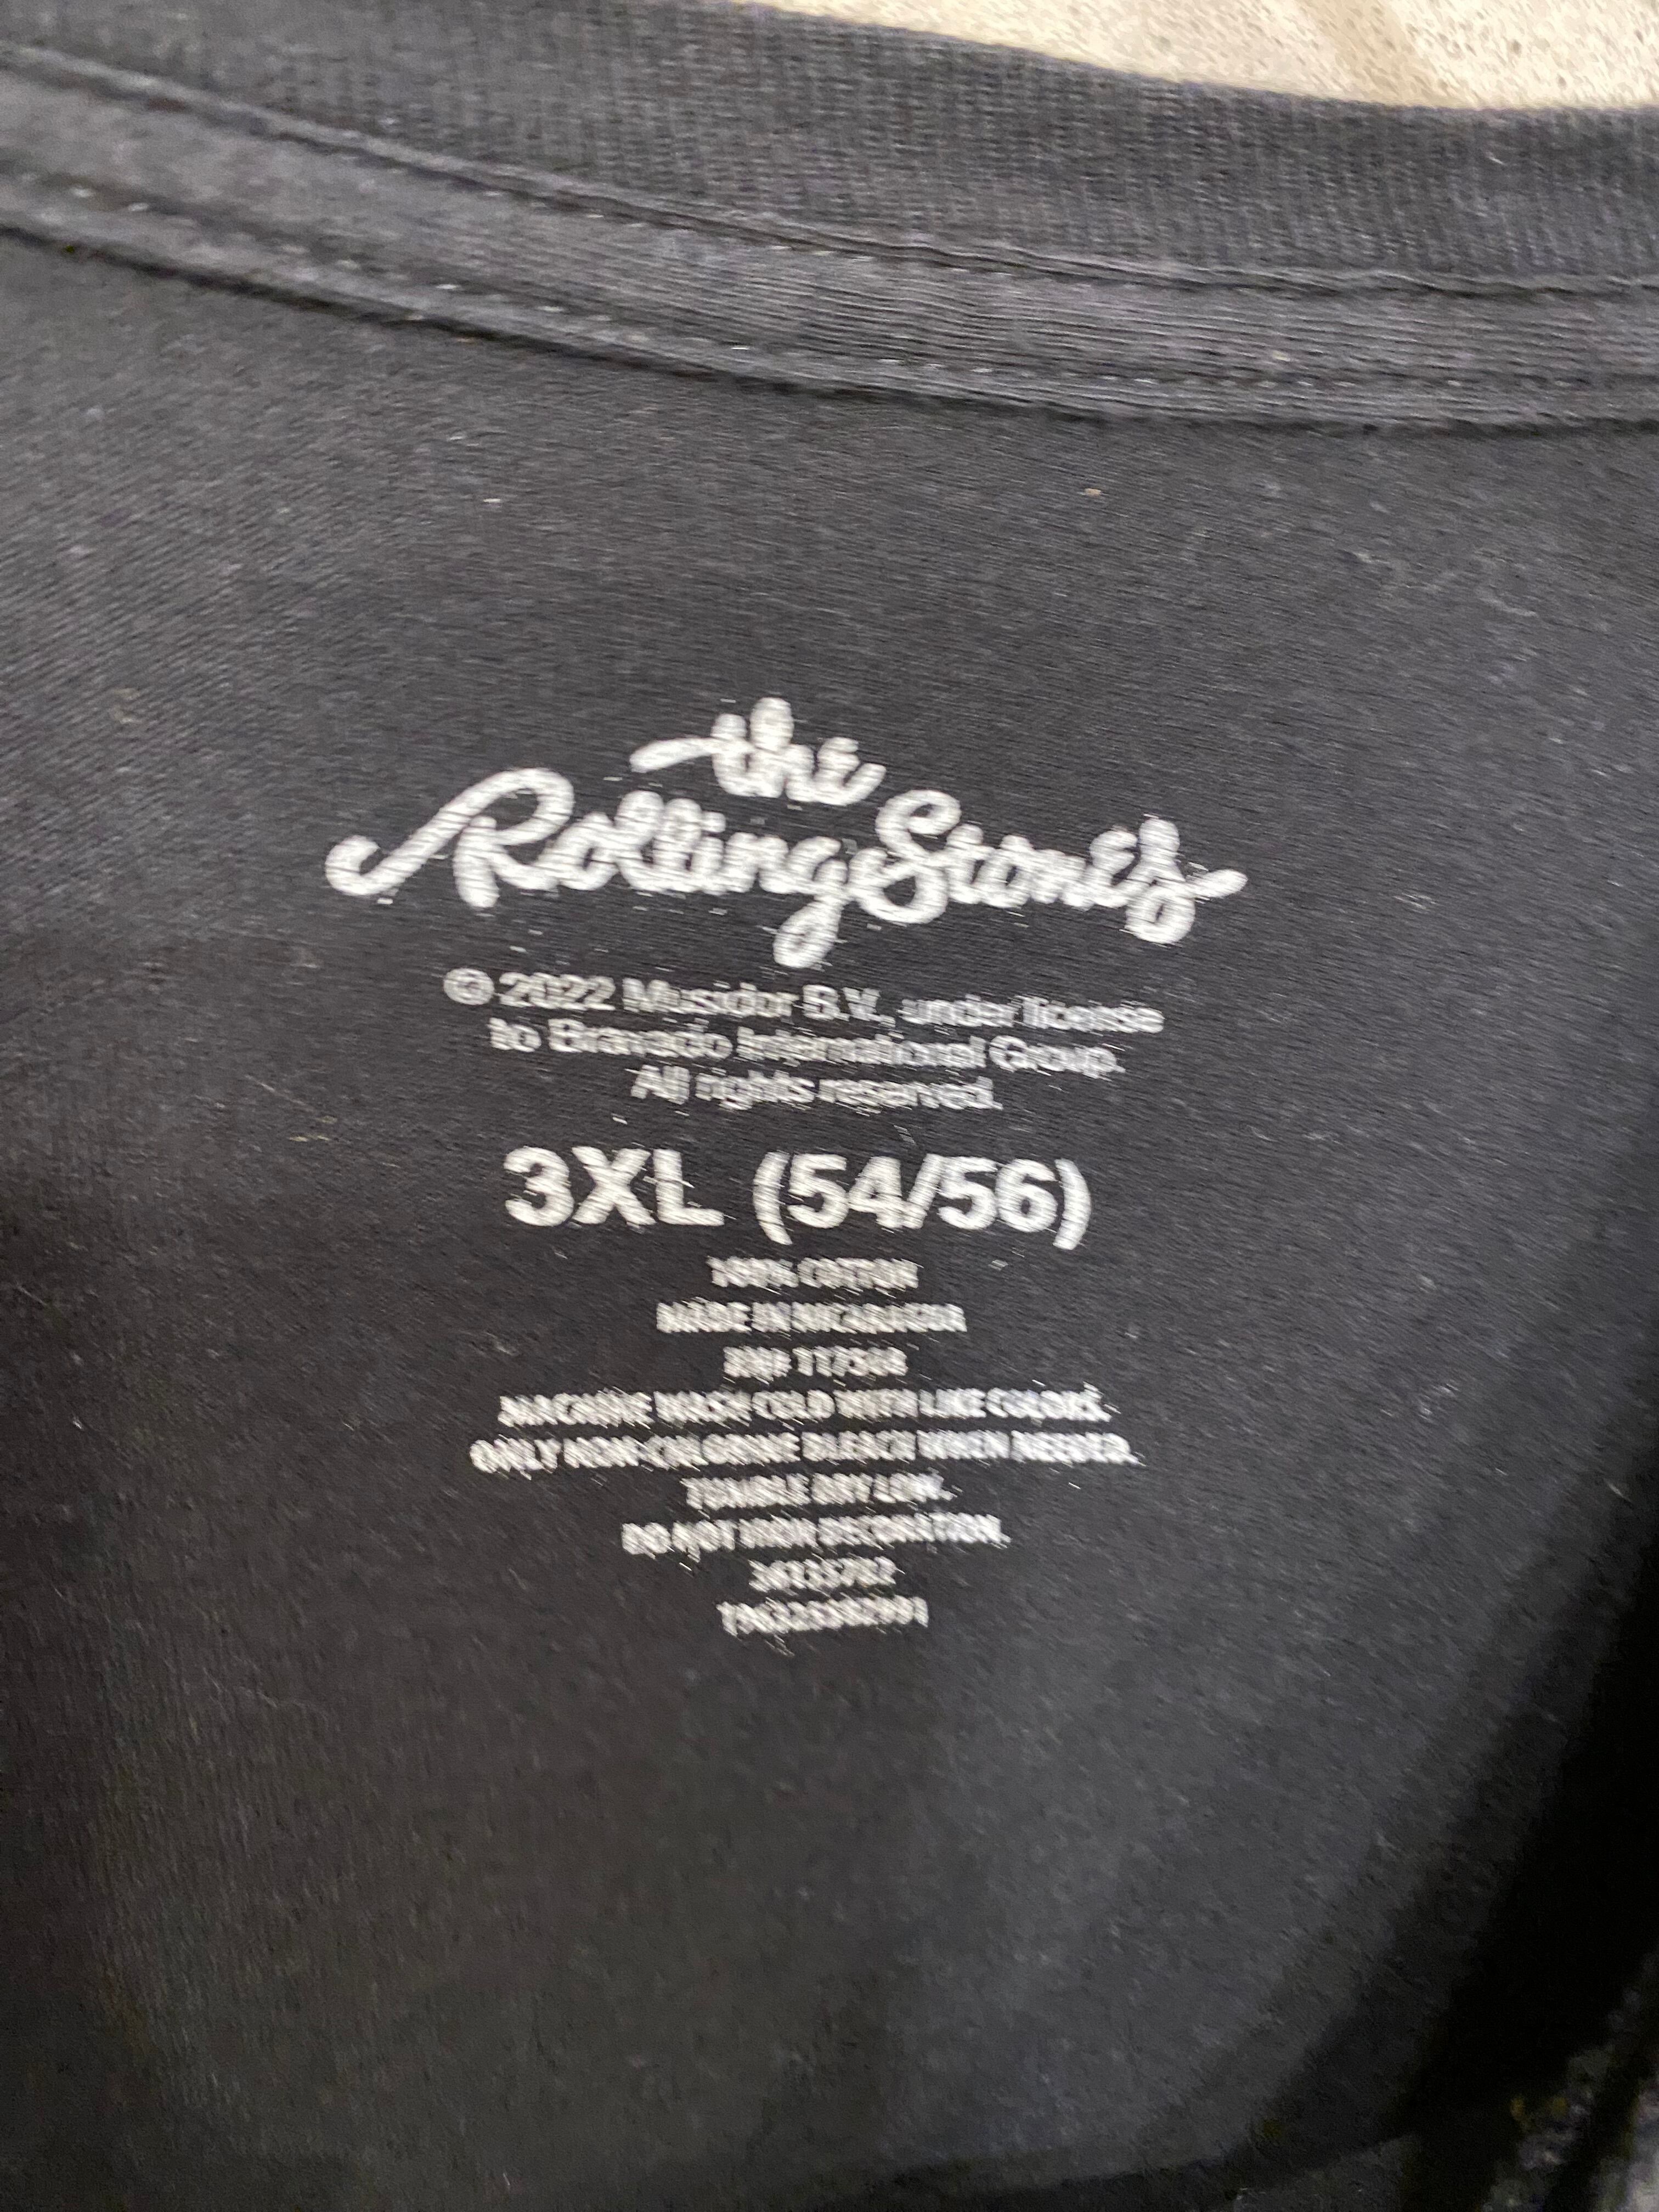 the
Rolling Stones
© 2022 Musidor B.V., under license
to Bravado International Group.
All rights reserved.
3XL (54/56)
100% COTTON
MADE IN NICARAGUA
RN#
MACHINE WASH COLD WITH LIKE COLORS.
ONLY NON-CHLORINE BLEACH WHEN NEEDED.
TUMBLE DRY LOW.
DO NOT IRON DECORATION.